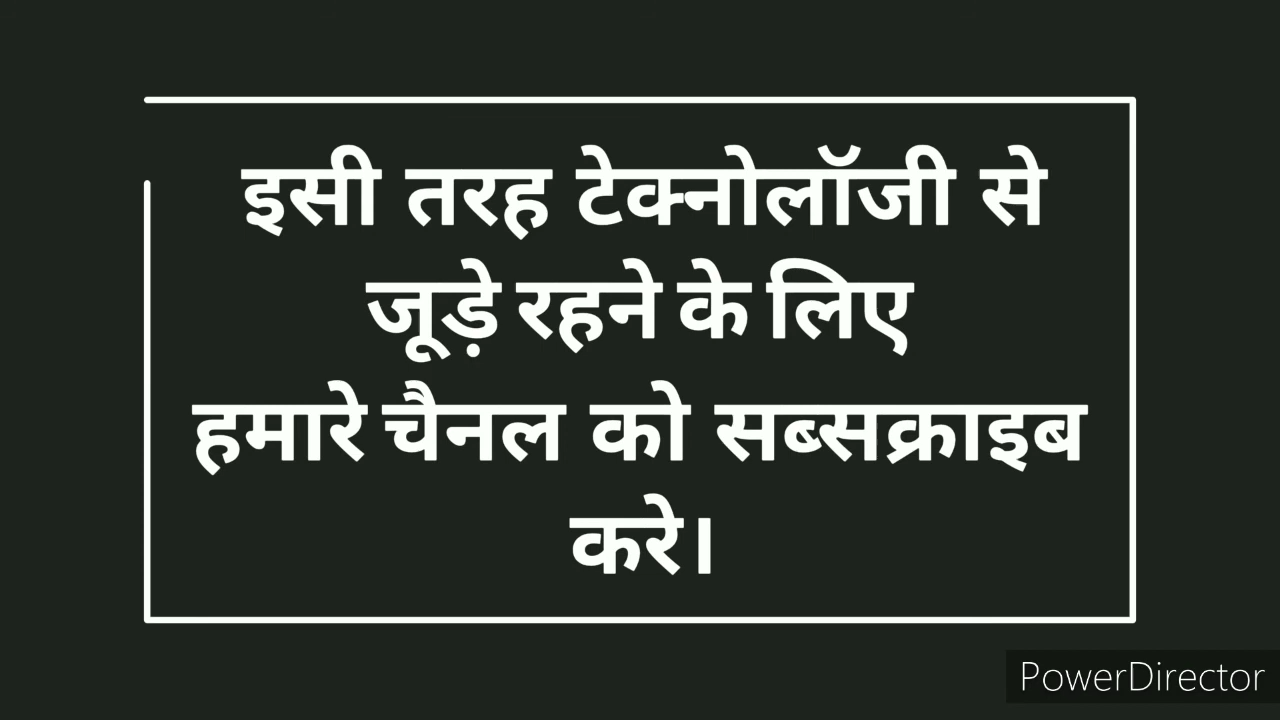 इसी तरह टेक्नोलॉजी से
जूड़े रहने के लिए
हमारे चैनल को सब्सक्राइब
करे।
PowerDirector